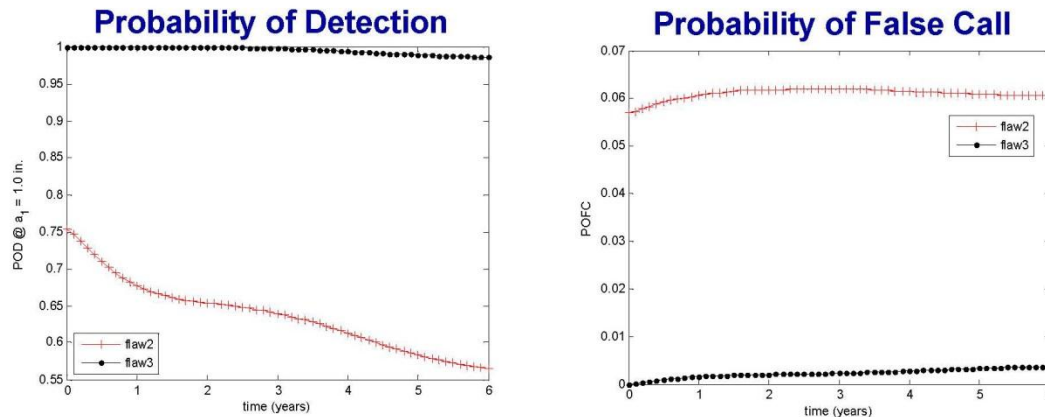 Probability of Detection
1
0.95
0.9
0.85
0.8
0.75
0.7
0.65
0.6
0.55
POD @ a1 = 1.0 in.
flaw2
flaw3
0 1 2 3 4 5 6
time (years)
Probability of False Call
0.07
0.06
0.05
0.04
0.03
0.02
0.01
0
POFC
flaw2
flaw3
0 1 2 3 4 5
time (years)